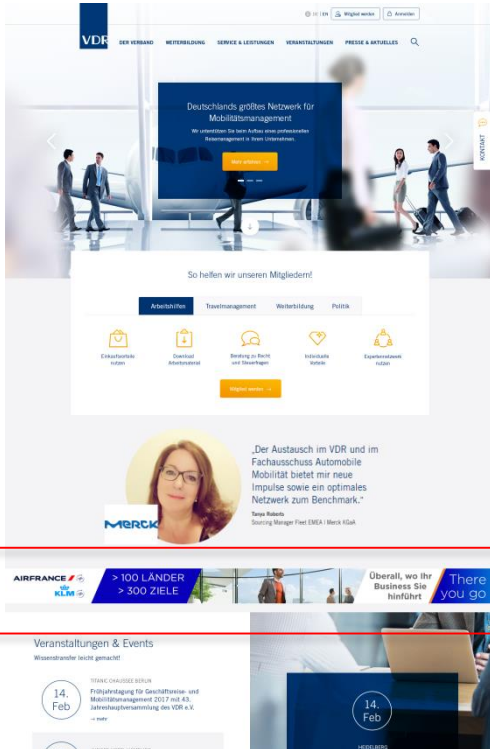 DE | EN Mitglied werden Anmelden
VDR DER VERBAND WEITERBILDUNG SERVICE & LEISTUNGEN VERANSTALTUNGEN PRESSE & AKTUELLES
Deutschlands größtes Netzwerk für
Mobilitätsmanagement
Wir unterstützen Sie beim Aufbau eines professionellen
Reisemanagement in Ihrem Unternehmen.
Mehr erfahren →
KONTAKT
So helfen wir unseren Mitgliedern!
Arbeitshilfen Travelmanagement Weiterbildung Politik
Einkaufsvorteile
nutzen
Download
Arbeitsmaterial
Beratung zu Recht
und Steuerfragen
Individuelle
Vorteile
Expertennetzwerk
nutzen
Mitglied werden →
„Der Austausch im VDR und im
Fachausschuss Automobile
Mobilität bietet mir neue
Impulse sowie ein optimales
Netzwerk zum Benchmark."
Tanya Roberts
Sourcing Manager Fleet EMEA | Merck KGaA
MERCK
AIRFRANCE
KLM
> 100 LÄNDER
> 300 ZIELE
Überall, wo Ihr
Business Sie
hinführt
There
you go
Veranstaltungen & Events
Wissenstransfer leicht gemacht!
14.
Feb
TITANIC CHAUSSEE BERLIN
Frühjahrstagung für Geschäftsreise- und
Mobilitätsmanagement 2017 mit 43.
Jahreshauptversammlung des VDR e.V.
→ mehr
14.
Feb
HEIDELBERG